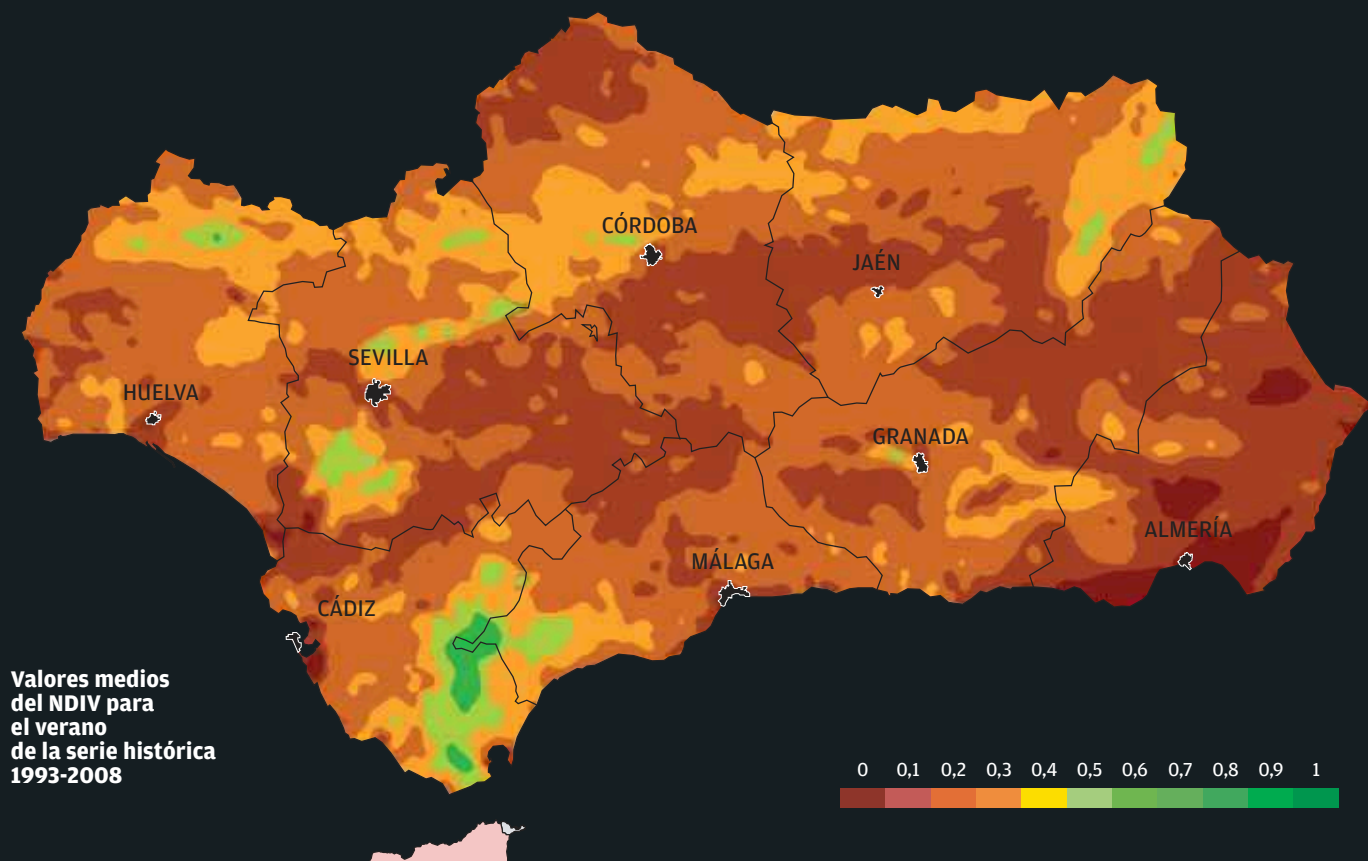 CÓRDOBA
JAÉN
SEVILLA
HUELVA
GRANADA
ALMERÍA
MÁLAGA
CÁDIZ
Valores medios
del NDIV para
el verano
de la serie histórica
1993-2008
0 0,1 0,2 0,3 0,4 0,5 0,6 0,7 0,8 0,9 1